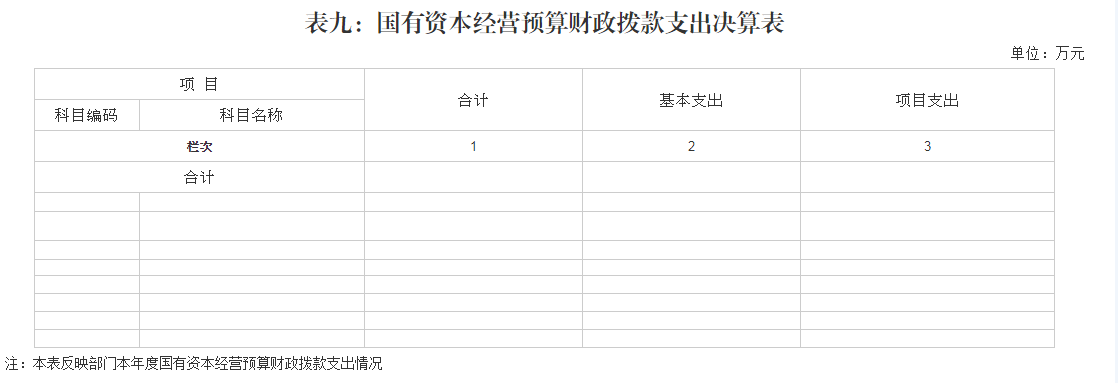 表九：国有资本经营预算财政拨款支出决算表
单位：万元
项 目 合计 基本支出 项目支出
科目编码 科目名称
栏次 1 2 3
合计
注：本表反映部门本年度国有资本经营预算财政拨款支出情况